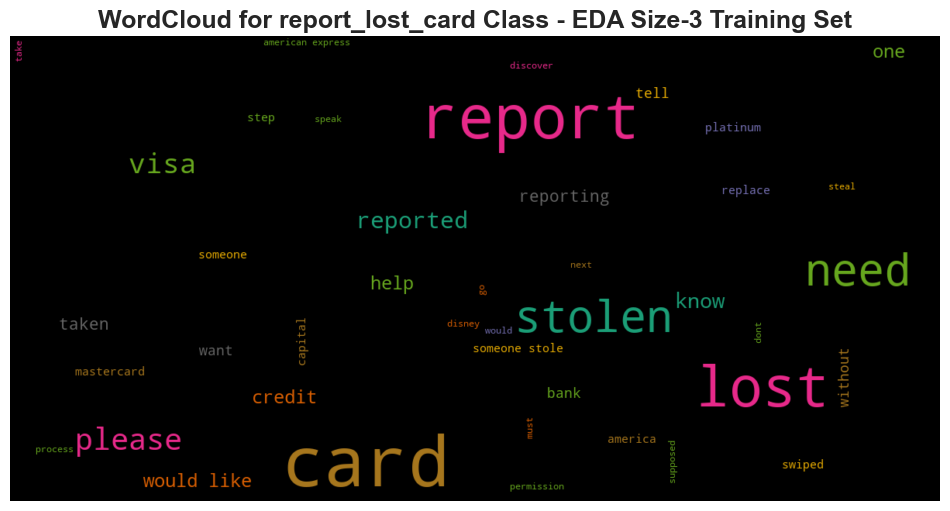 WordCloud for report_lost_card Class - EDA Size-3 Training Set
take
american express
one
discover
report
tell
step
speak
platinum
visa
replace
steal
reporting
reported
someone
next
need
help
go
know
stolen
taken
disney
would
dont
capital
want
someone stole
mastercard
lost
without
credit
bank
must
please
america
process
card
supposed
swiped
would like
permission